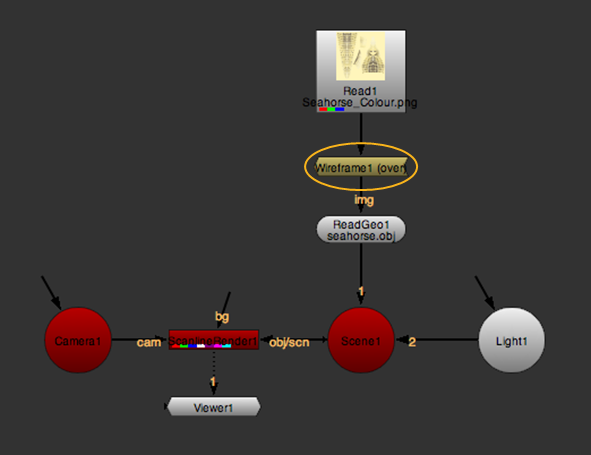 Read1
Seahorse_Colour.png
Wireframe1 (over)
img
ReadGeo1
seahorse.obj
1
bg
Camera1
cam
ScanlineRender1
obj/scn
Scene1
2
Light1
1
Viewer1